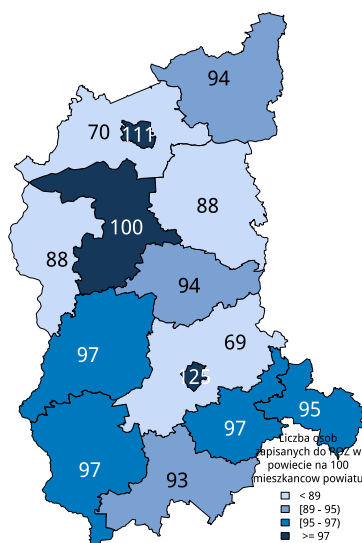 94
70
111
88
100
88
94
69
97
125
95
97
97
93
Liczba osób
zapisanych do POZ w
powiecie na 100
mieszkancow powiatu
< 89
[89 - 95)
[95 - 97)
>= 97